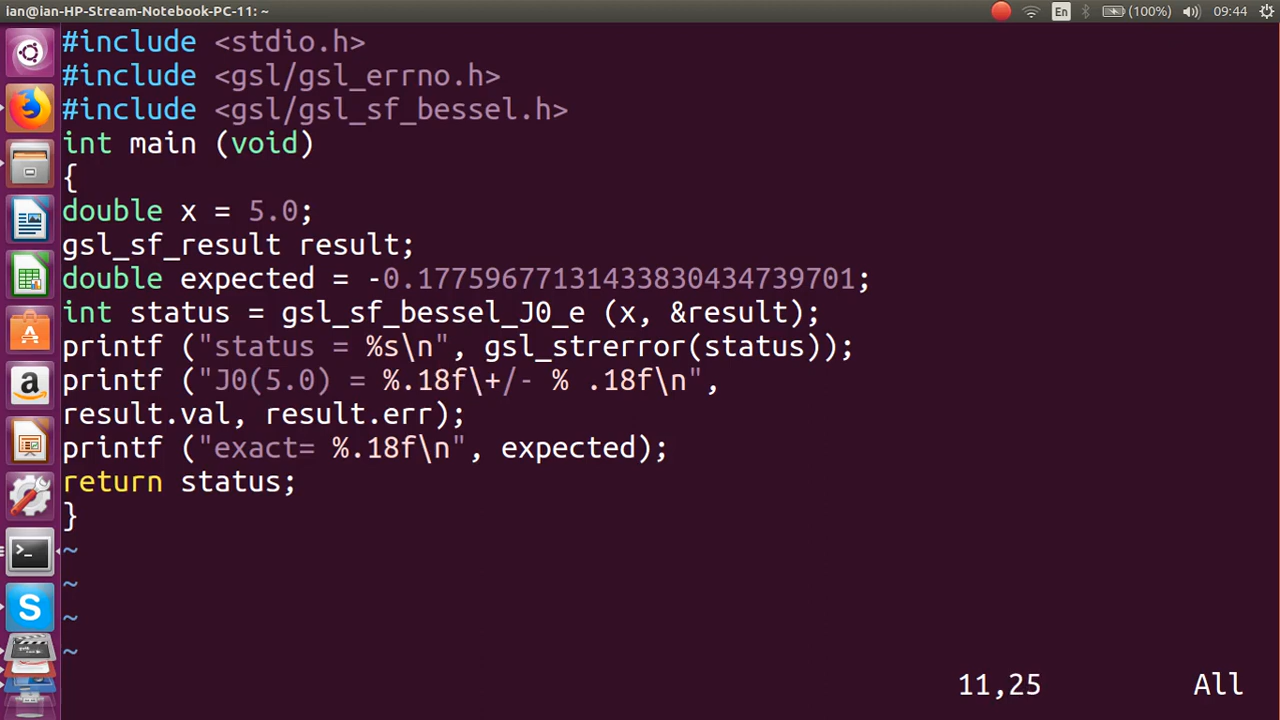 ian@ian-HP-Stream-Notebook-PC-11: ~
En
(100%)
09:44
#include <stdio.h>
#include <gsl/gsl_errno.h>
#include <gsl/gsl_sf_bessel.h>
int main (void)
{
double x = 5.0;
gsl_sf_result result;
double expected = -0.17759677131433830434739701;
int status = gsl_sf_bessel_J0_e (x, &result);
printf ("status = %s\n", gsl_strerror(status));
printf ("J0(5.0) = %.18f\+/- % .18f\n",
result.val, result.err);
printf ("exact= %.18f\n", expected);
return status;
}
~
~
~
~
11,25 All